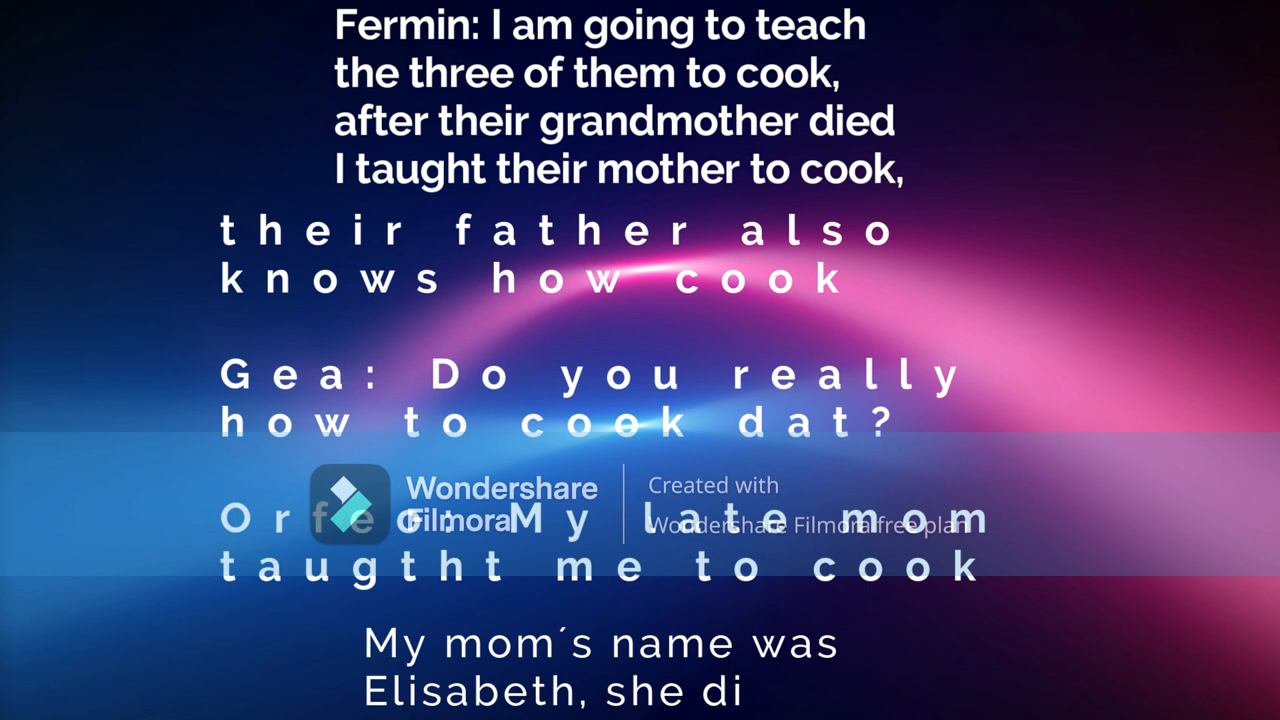 Fermin: I am going to teach
the three of them to cook,
after their grandmother died
I taught their mother to cook,
their father also
knows how cook
Gea: Do you really
how to cook dat?
Wondershare
Filmora
Created with
Wondershare Filmora free plan
Orfeo: My late mom
taugtht me to cook
My mom´s name was
Elisabeth, she di